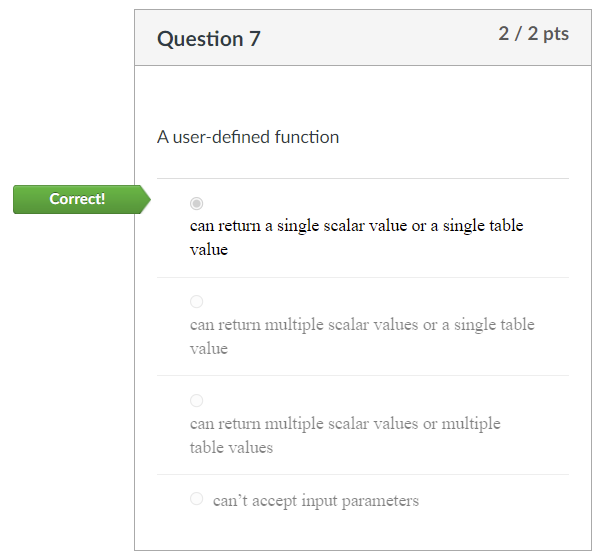 Question 7
2 / 2 pts
A user-defined function
Correct!
can return a single scalar value or a single table
value
can return multiple scalar values or a single table
value
can return multiple scalar values or multiple
table values
can’t accept input parameters